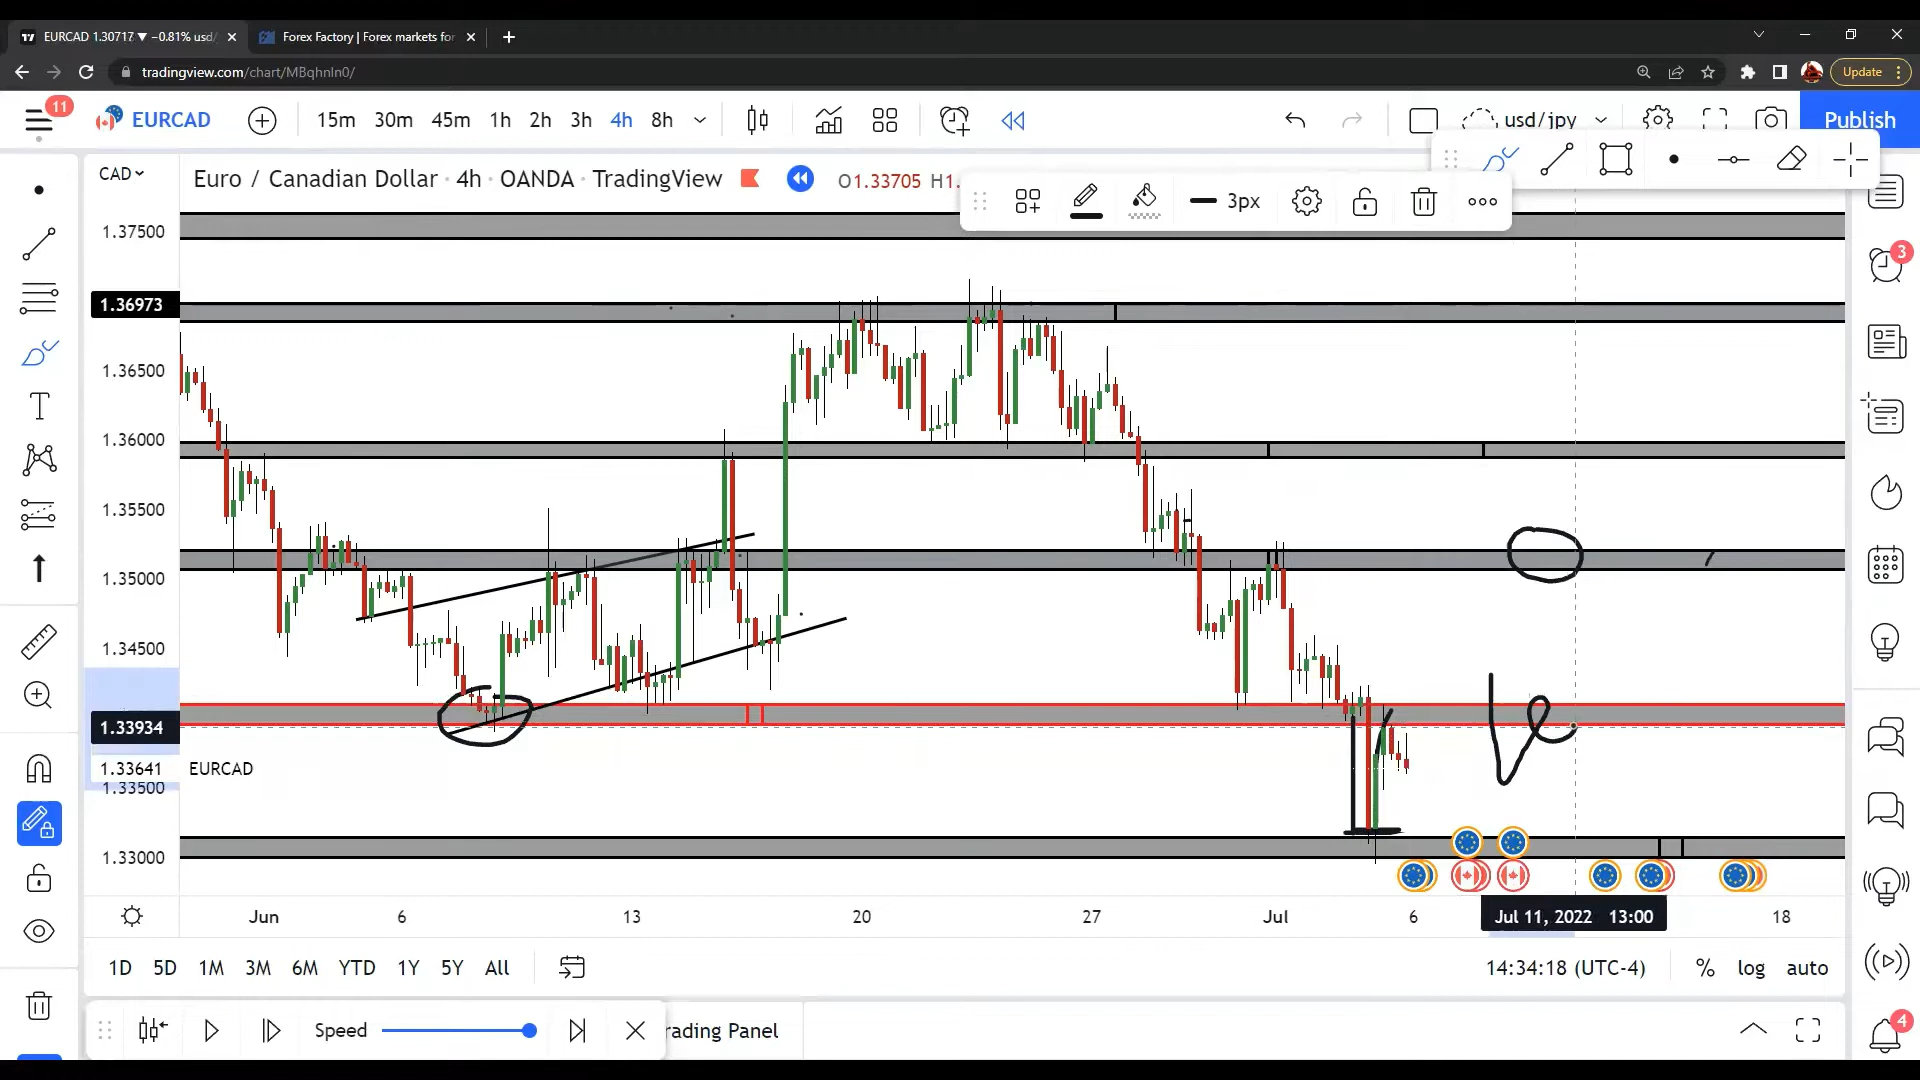 EURCAD 1.30717 ▼ −0.81% usd/
Forex Factory | Forex markets for
tradingview.com/chart/MBqhnIn0/
Update
11
EURCAD
15m 30m 45m 1h 2h 3h 4h 8h
usd/jpy
Publish
CAD
Euro / Canadian Dollar · 4h · OANDA · TradingView
O1.33705 H1.
3px
3
1.37500
1.36973
1.36500
1.36000
1.35500
1.35000
1.34500
1.33934
1.33641 EURCAD
1.33500
1.33000
Jun 6 13 20 27 Jul 6 Jul 11, 2022 13:00 18
1D 5D 1M 3M 6M YTD 1Y 5Y All
14:34:18 (UTC-4) % log auto
Speed
rading Panel
4